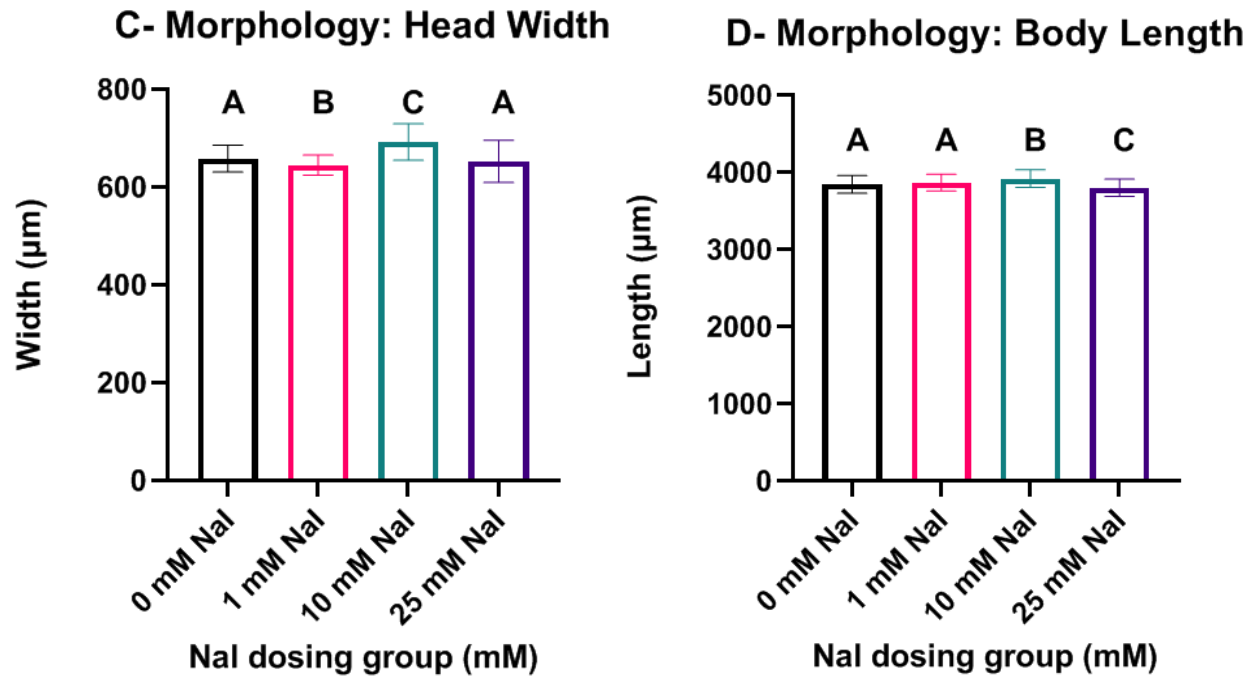 C- Morphology: Head Width
800
600
400
200
0
Width (µm)
A B C A
0 mM NaI
1 mM NaI
10 mM NaI
25 mM NaI
NaI dosing group (mM)
D- Morphology: Body Length
5000
4000
3000
2000
1000
0
Length (µm)
A A B C
0 mM NaI
1 mM NaI
10 mM NaI
25 mM NaI
NaI dosing group (mM)